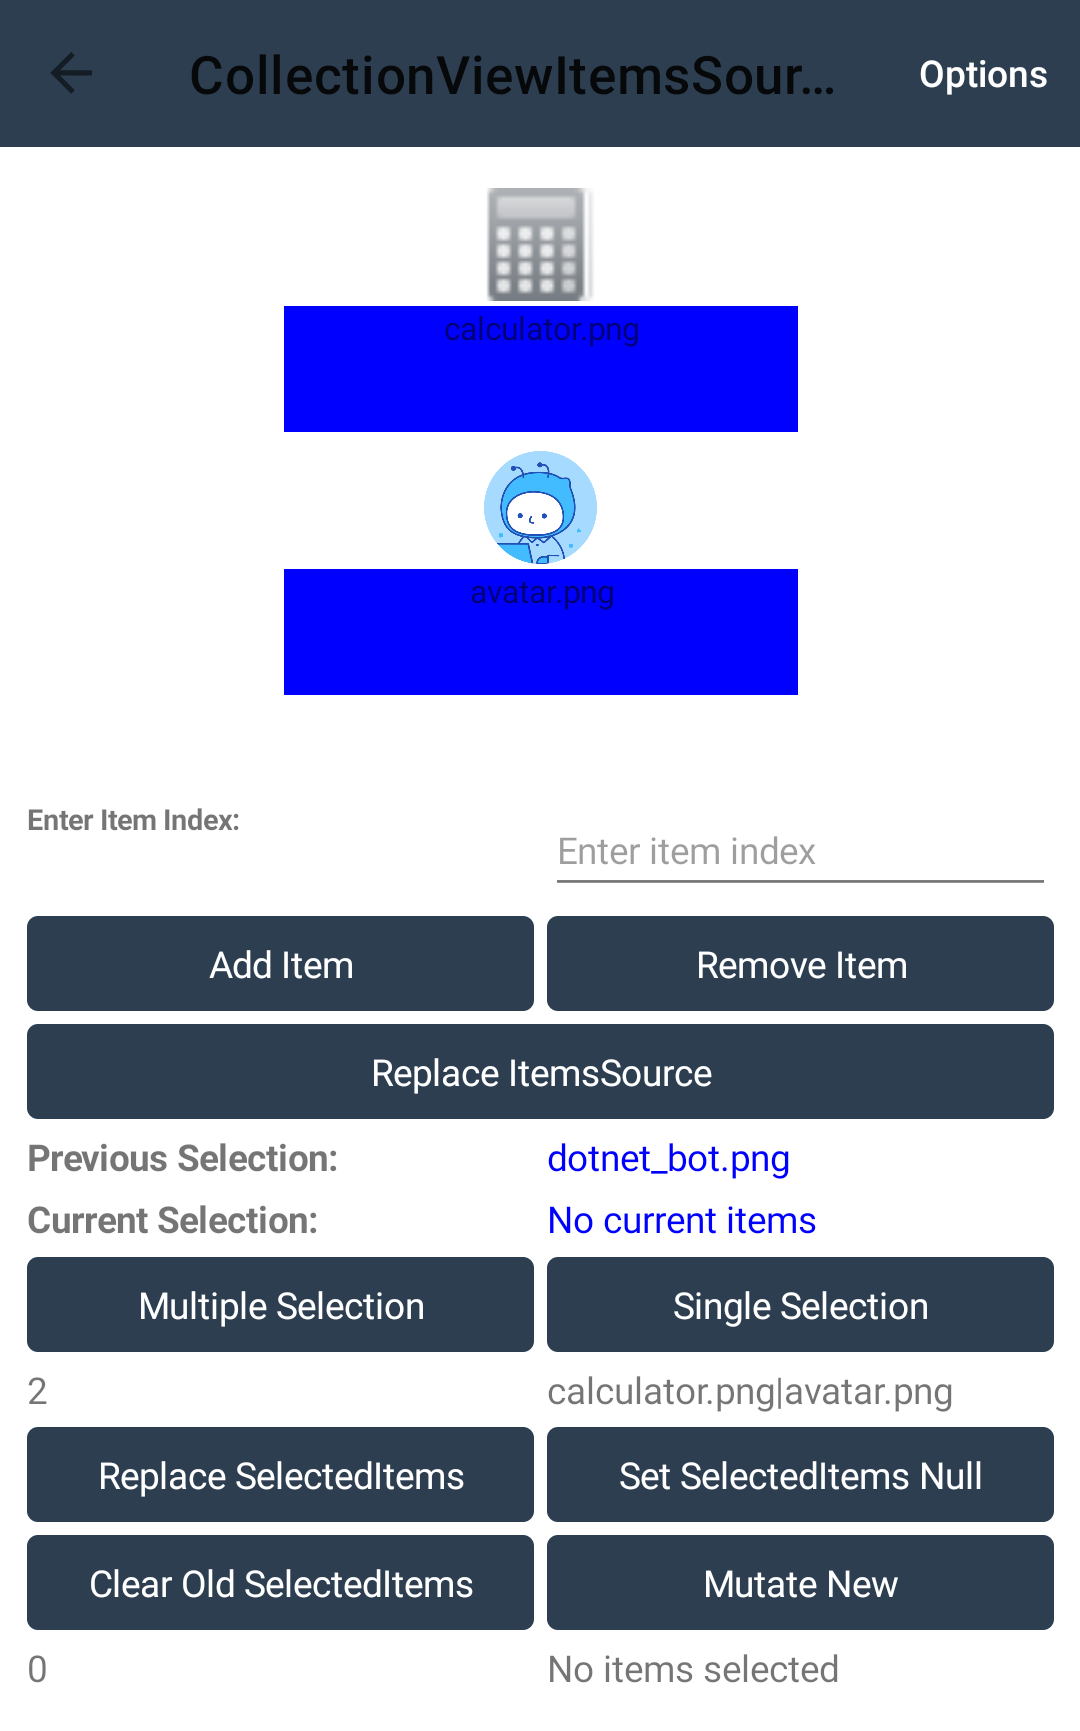 CollectionViewItemsSour...
Options
calculator.png
avatar.png
Enter Item Index:
Enter item index
Add Item
Remove Item
Replace ItemsSource
Previous Selection:
dotnet_bot.png
Current Selection:
No current items
Multiple Selection
Single Selection
2
calculator.png|avatar.png
Replace SelectedItems
Set SelectedItems Null
Clear Old SelectedItems
Mutate New
0
No items selected